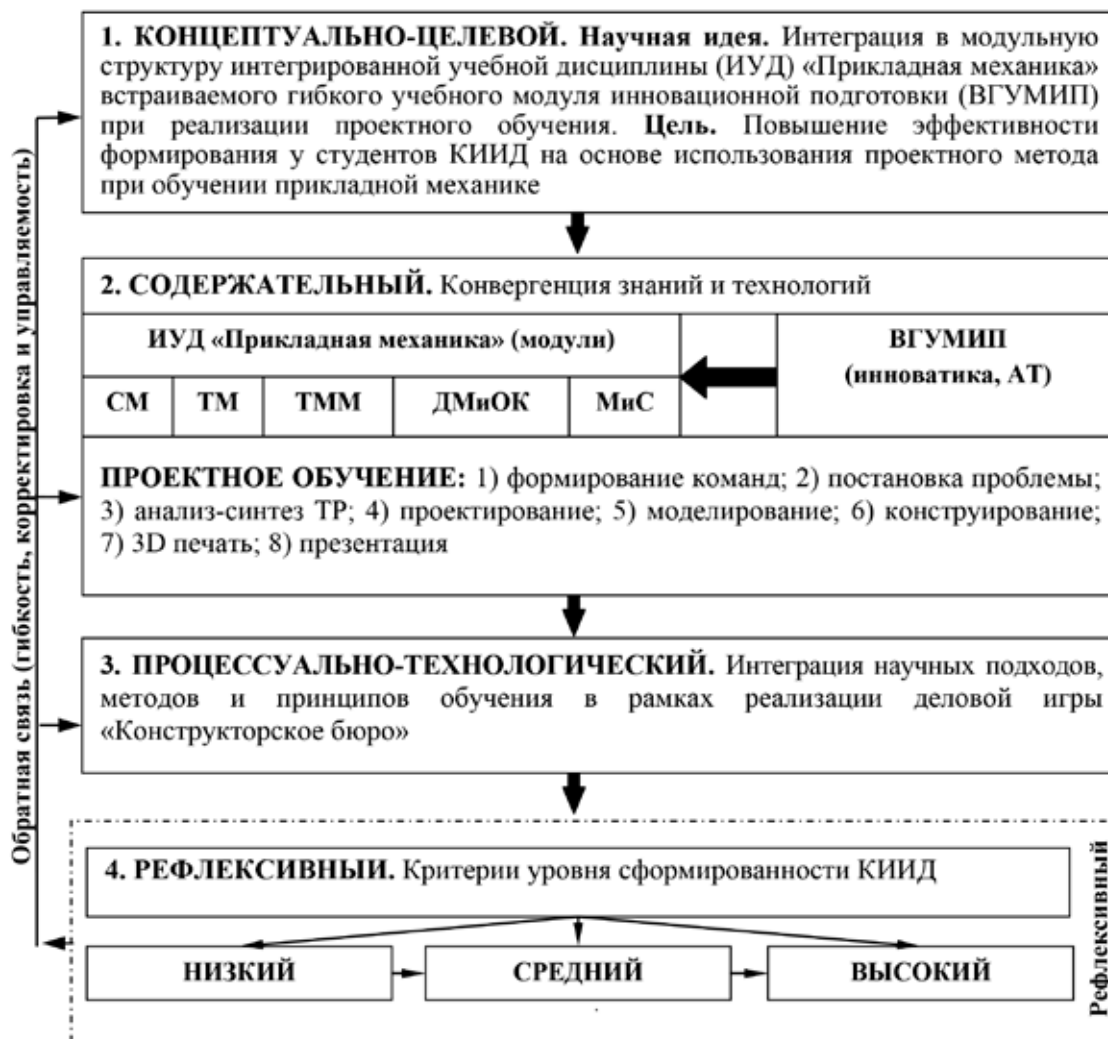 1. КОНЦЕПТУАЛЬНО-ЦЕЛЕВОЙ. Научная идея. Интеграция в модульную
структуру интегрированной учебной дисциплины (ИУД) «Прикладная механика»
встраиваемого гибкого учебного модуля инновационной подготовки (ВГУМИП)
при реализации проектного обучения. Цель. Повышение эффективности
формирования у студентов КИИД на основе использования проектного метода
при обучении прикладной механике
2. СОДЕРЖАТЕЛЬНЫЙ. Конвергенция знаний и технологий
ИУД «Прикладная механика» (модули)
ВГУМИП
(инноватика, АТ)
СМ
ТМ
ТММ
ДМиОК
МиС
ПРОЕКТНОЕ ОБУЧЕНИЕ: 1) формирование команд; 2) постановка проблемы;
3) анализ-синтез ТР; 4) проектирование; 5) моделирование; 6) конструирование;
7) 3D печать; 8) презентация
3. ПРОЦЕССУАЛЬНО-ТЕХНОЛОГИЧЕСКИЙ. Интеграция научных подходов,
методов и принципов обучения в рамках реализации деловой игры
«Конструкторское бюро»
4. РЕФЛЕКСИВНЫЙ. Критерии уровня сформированности КИИД
НИЗКИЙ
СРЕДНИЙ
ВЫСОКИЙ
Обратная связь (гибкость, корректировка и управляемость)
Рефлексивный